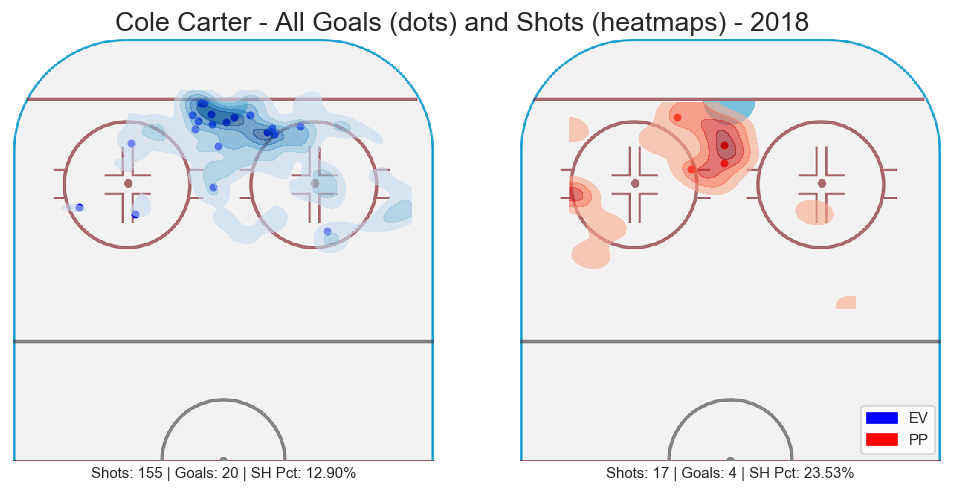 Cole Carter - All Goals (dots) and Shots (heatmaps) - 2018
EV
PP
Shots: 155 | Goals: 20 | SH Pct: 12.90%
Shots: 17 | Goals: 4 | SH Pct: 23.53%